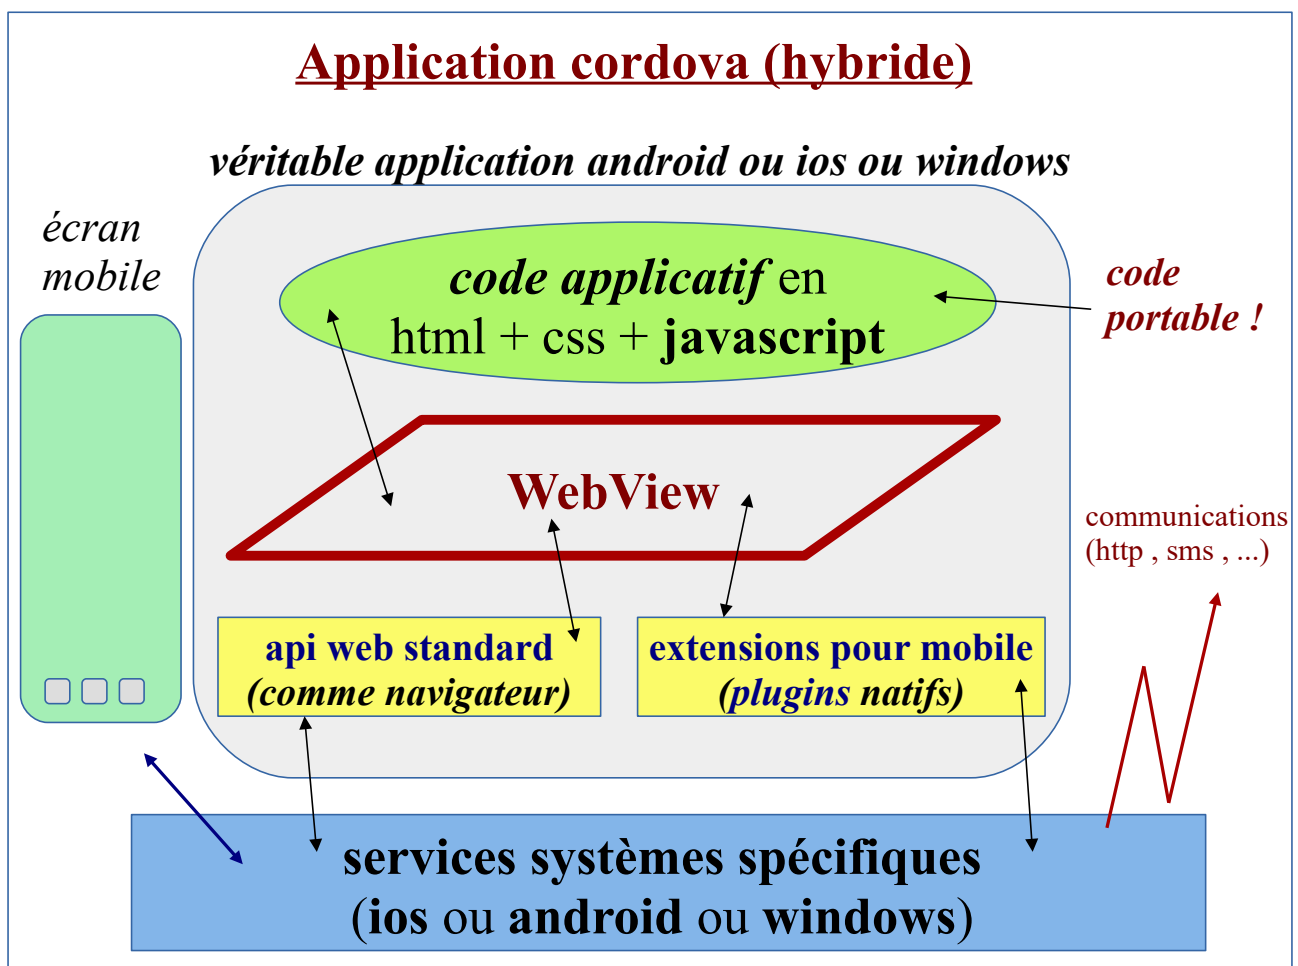 Application cordova (hybride)
véritable application android ou ios ou windows
écran
mobile
code applicatif en
html + css + javascript
code
portable !
WebView
communications
(http , sms , ...)
api web standard
(comme navigateur)
extensions pour mobile
(plugins natifs)
services systèmes spécifiques
(ios ou android ou windows)